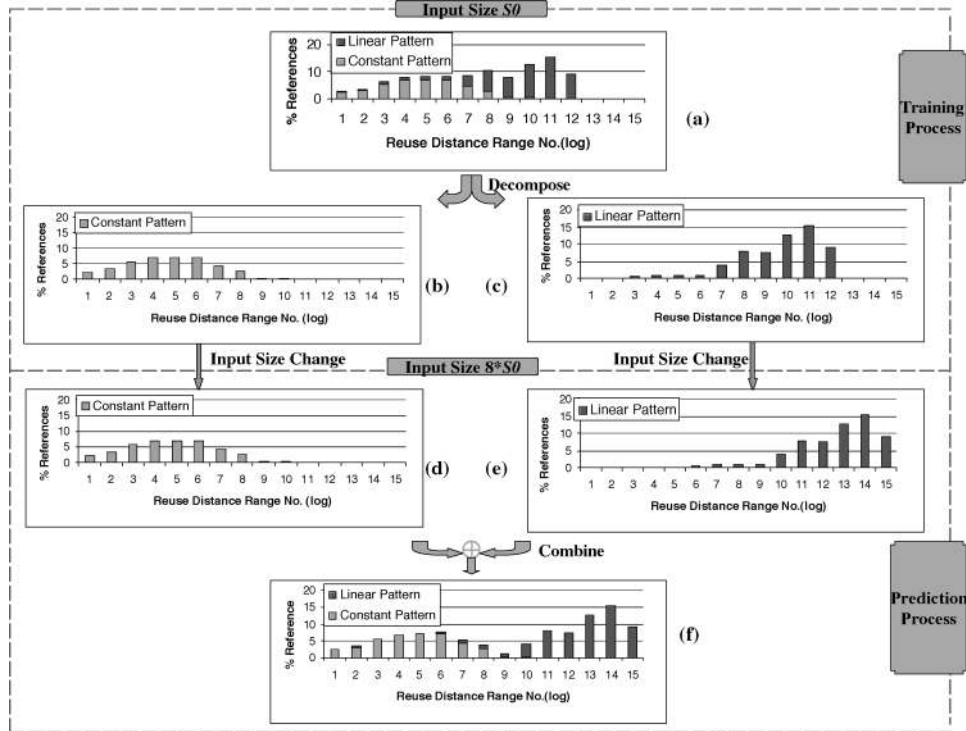 Input Size S0
% References
20
10
0
Linear Pattern
Constant Pattern
1 2 3 4 5 6 7 8 9 10 11 12 13 14 15
Reuse Distance Range No.(log)
(a)
Training
Process
Decompose
% References
20
15
10
5
0
Constant Pattern
1 2 3 4 5 6 7 8 9 10 11 12 13 14 15
Reuse Distance Range No. (log)
(b)
(c)
% References
20
15
10
5
0
Linear Pattern
1 2 3 4 5 6 7 8 9 10 11 12 13 14 15
Reuse Distance Range No. (log)
Input Size Change
Input Size Change
Input Size 8*S0
% References
20
15
10
5
0
Constant Pattern
1 2 3 4 5 6 7 8 9 10 11 12 13 14 15
Reuse Distance Range No. (log)
(d)
(e)
% References
20
15
10
5
0
Linear Pattern
1 2 3 4 5 6 7 8 9 10 11 12 13 14 15
Reuse Distance Range No. (log)
Combine
% Reference
20
15
10
5
0
Linear Pattern
Constant Pattern
1 2 3 4 5 6 7 8 9 10 11 12 13 14 15
Reuse Distance Range No.(log)
(f)
Prediction
Process